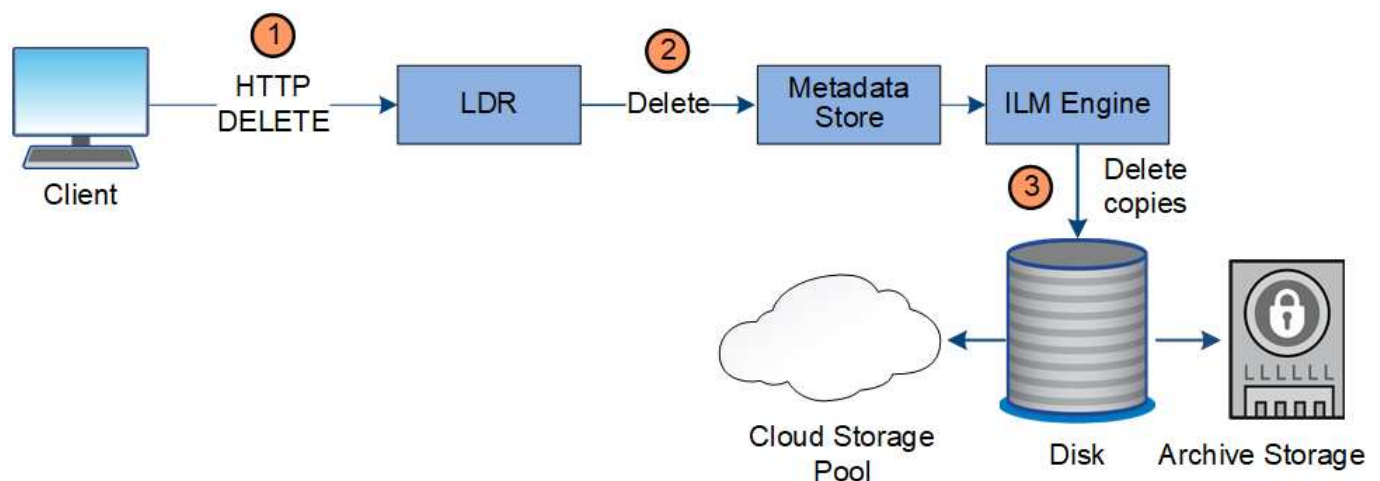 1
HTTP
DELETE
Client
LDR
2
Delete
Metadata
Store
ILM Engine
3
Delete
copies
Cloud Storage
Pool
Disk
LLLLLL
Archive Storage